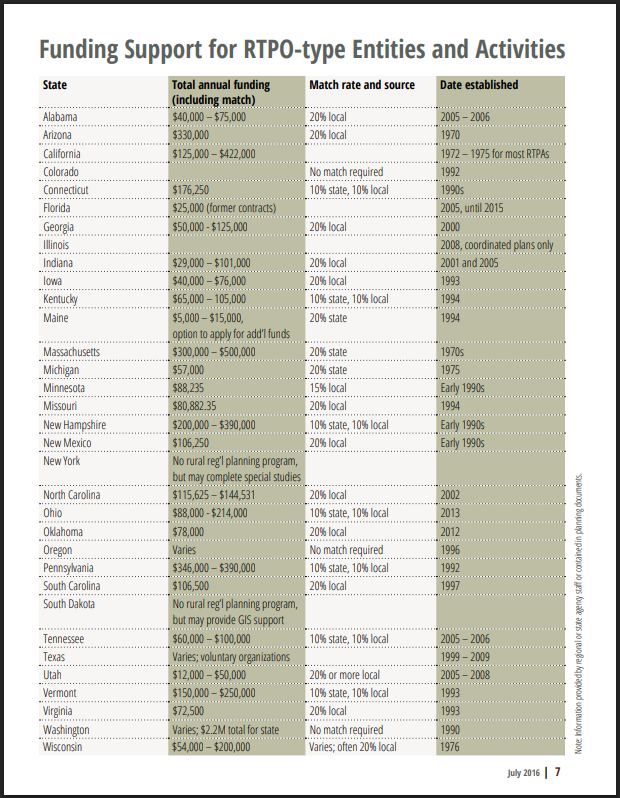 Funding Support for RTPO-type Entities and Activities
State Total annual funding (including match) Match rate and source Date established
Alabama $40,000 – $75,000 20% local 2005 – 2006
Arizona $330,000 20% local 1970
California $125,000 – $422,000 1972 – 1975 for most RTPAs
Colorado No match required 1992
Connecticut $176,250 10% state, 10% local 1990s
Florida $25,000 (former contracts) 2005, until 2015
Georgia $50,000 - $125,000 20% local 2000
Illinois 2008, coordinated plans only
Indiana $29,000 – $101,000 20% local 2001 and 2005
Iowa $40,000 – $76,000 20% local 1993
Kentucky $65,000 – 105,000 10% state, 10% local 1994
Maine $5,000 – $15,000, 20% state 1994
option to apply for add'l funds
Massachusetts $300,000 – $500,000 20% state 1970s
Michigan $57,000 20% state 1975
Minnesota $88,235 15% local Early 1990s
Missouri $80,882.35 20% local 1994
New Hampshire $200,000 – $390,000 10% state, 10% local Early 1990s
New Mexico $106,250 20% local Early 1990s
New York No rural reg'l planning program,
but may complete special studies
North Carolina $115,625 – $144,531 20% local 2002
Ohio $88,000 - $214,000 10% state, 10% local 2013
Oklahoma $78,000 20% local 2012
Oregon Varies No match required 1996
Pennsylvania $346,000 – $390,000 10% state, 10% local 1992
South Carolina $106,500 20% local 1997
South Dakota No rural reg'l planning program,
but may provide GIS support
Tennessee $60,000 – $100,000 10% state, 10% local 2005 – 2006
Texas Varies; voluntary organizations 1999 – 2009
Utah $12,000 – $50,000 20% or more local 2005 – 2008
Vermont $150,000 – $250,000 10% state, 10% local 1993
Virginia $72,500 20% local 1993
Washington Varies; $2.2M total for state No match required 1990
Wisconsin $54,000 – $200,000 Varies; often 20% local 1976
Note: Information provided by regional or state agency staff or contained in planning documents.
July 2016 | 7